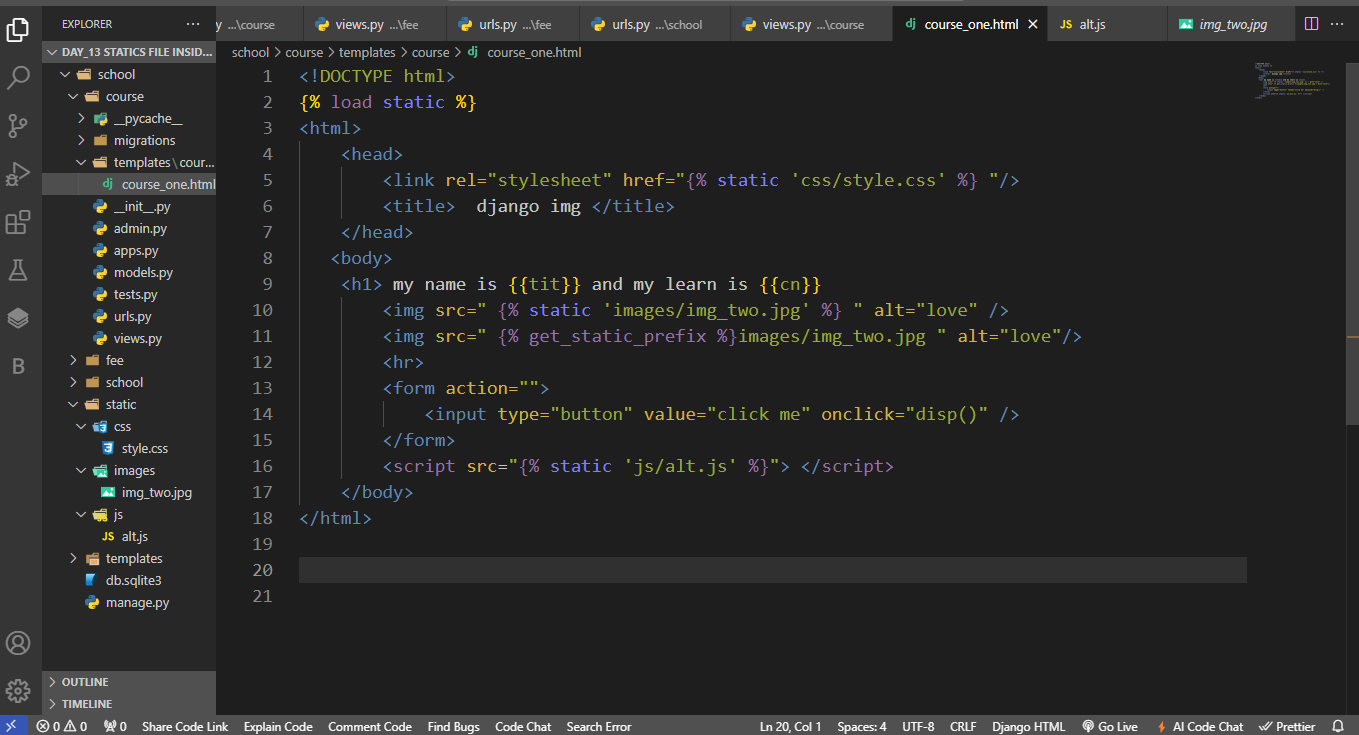 EXPLORER
y ...\course
views.py ...\fee
urls.py ...\fee
urls.py ...\school
views.py ...\course
course_one.html
JS alt.js
img_two.jpg
DAY_13 STATICS FILE INSID...
school
course
__pycache__
migrations
templates \ cour...
course_one.html
__init__.py
admin.py
apps.py
models.py
tests.py
urls.py
views.py
fee
school
static
css
style.css
images
img_two.jpg
js
JS alt.js
templates
db.sqlite3
manage.py
OUTLINE
TIMELINE
school > course > templates > course > dj course_one.html
1 <!DOCTYPE html>
2 {% load static %}
3 <html>
4 <head>
5 <link rel="stylesheet" href="{% static 'css/style.css' %} "/>
6 <title>  django img </title>
7 </head>
8 <body>
9 <h1> my name is {{tit}} and my learn is {{cn}}
10 <img src=" {% static 'images/img_two.jpg' %} " alt="love" />
11 <img src=" {% get_static_prefix %}images/img_two.jpg " alt="love"/>
12 <hr>
13 <form action="">
14 <input type="button" value="click me" onclick="disp()" />
15 </form>
16 <script src="{% static 'js/alt.js' %}"> </script>
17 </body>
18 </html>
19
20
21
0 0 0 Share Code Link Explain Code Comment Code Find Bugs Code Chat Search Error Ln 20, Col 1 Spaces: 4 UTF-8 CRLF Django HTML Go Live AI Code Chat Prettier